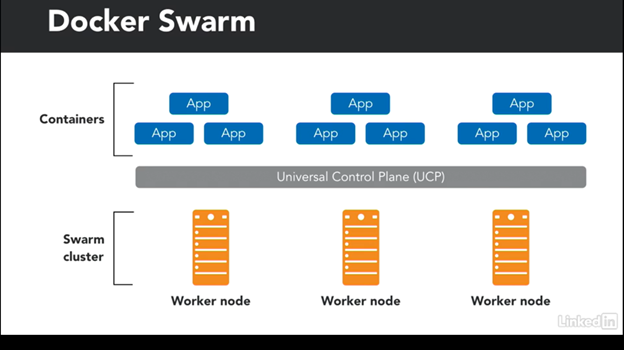 Docker Swarm
Containers
App
App
App
App App
App App
App App
Universal Control Plane (UCP)
Swarm
cluster
Worker node
Worker node
Worker node
LinkedIn